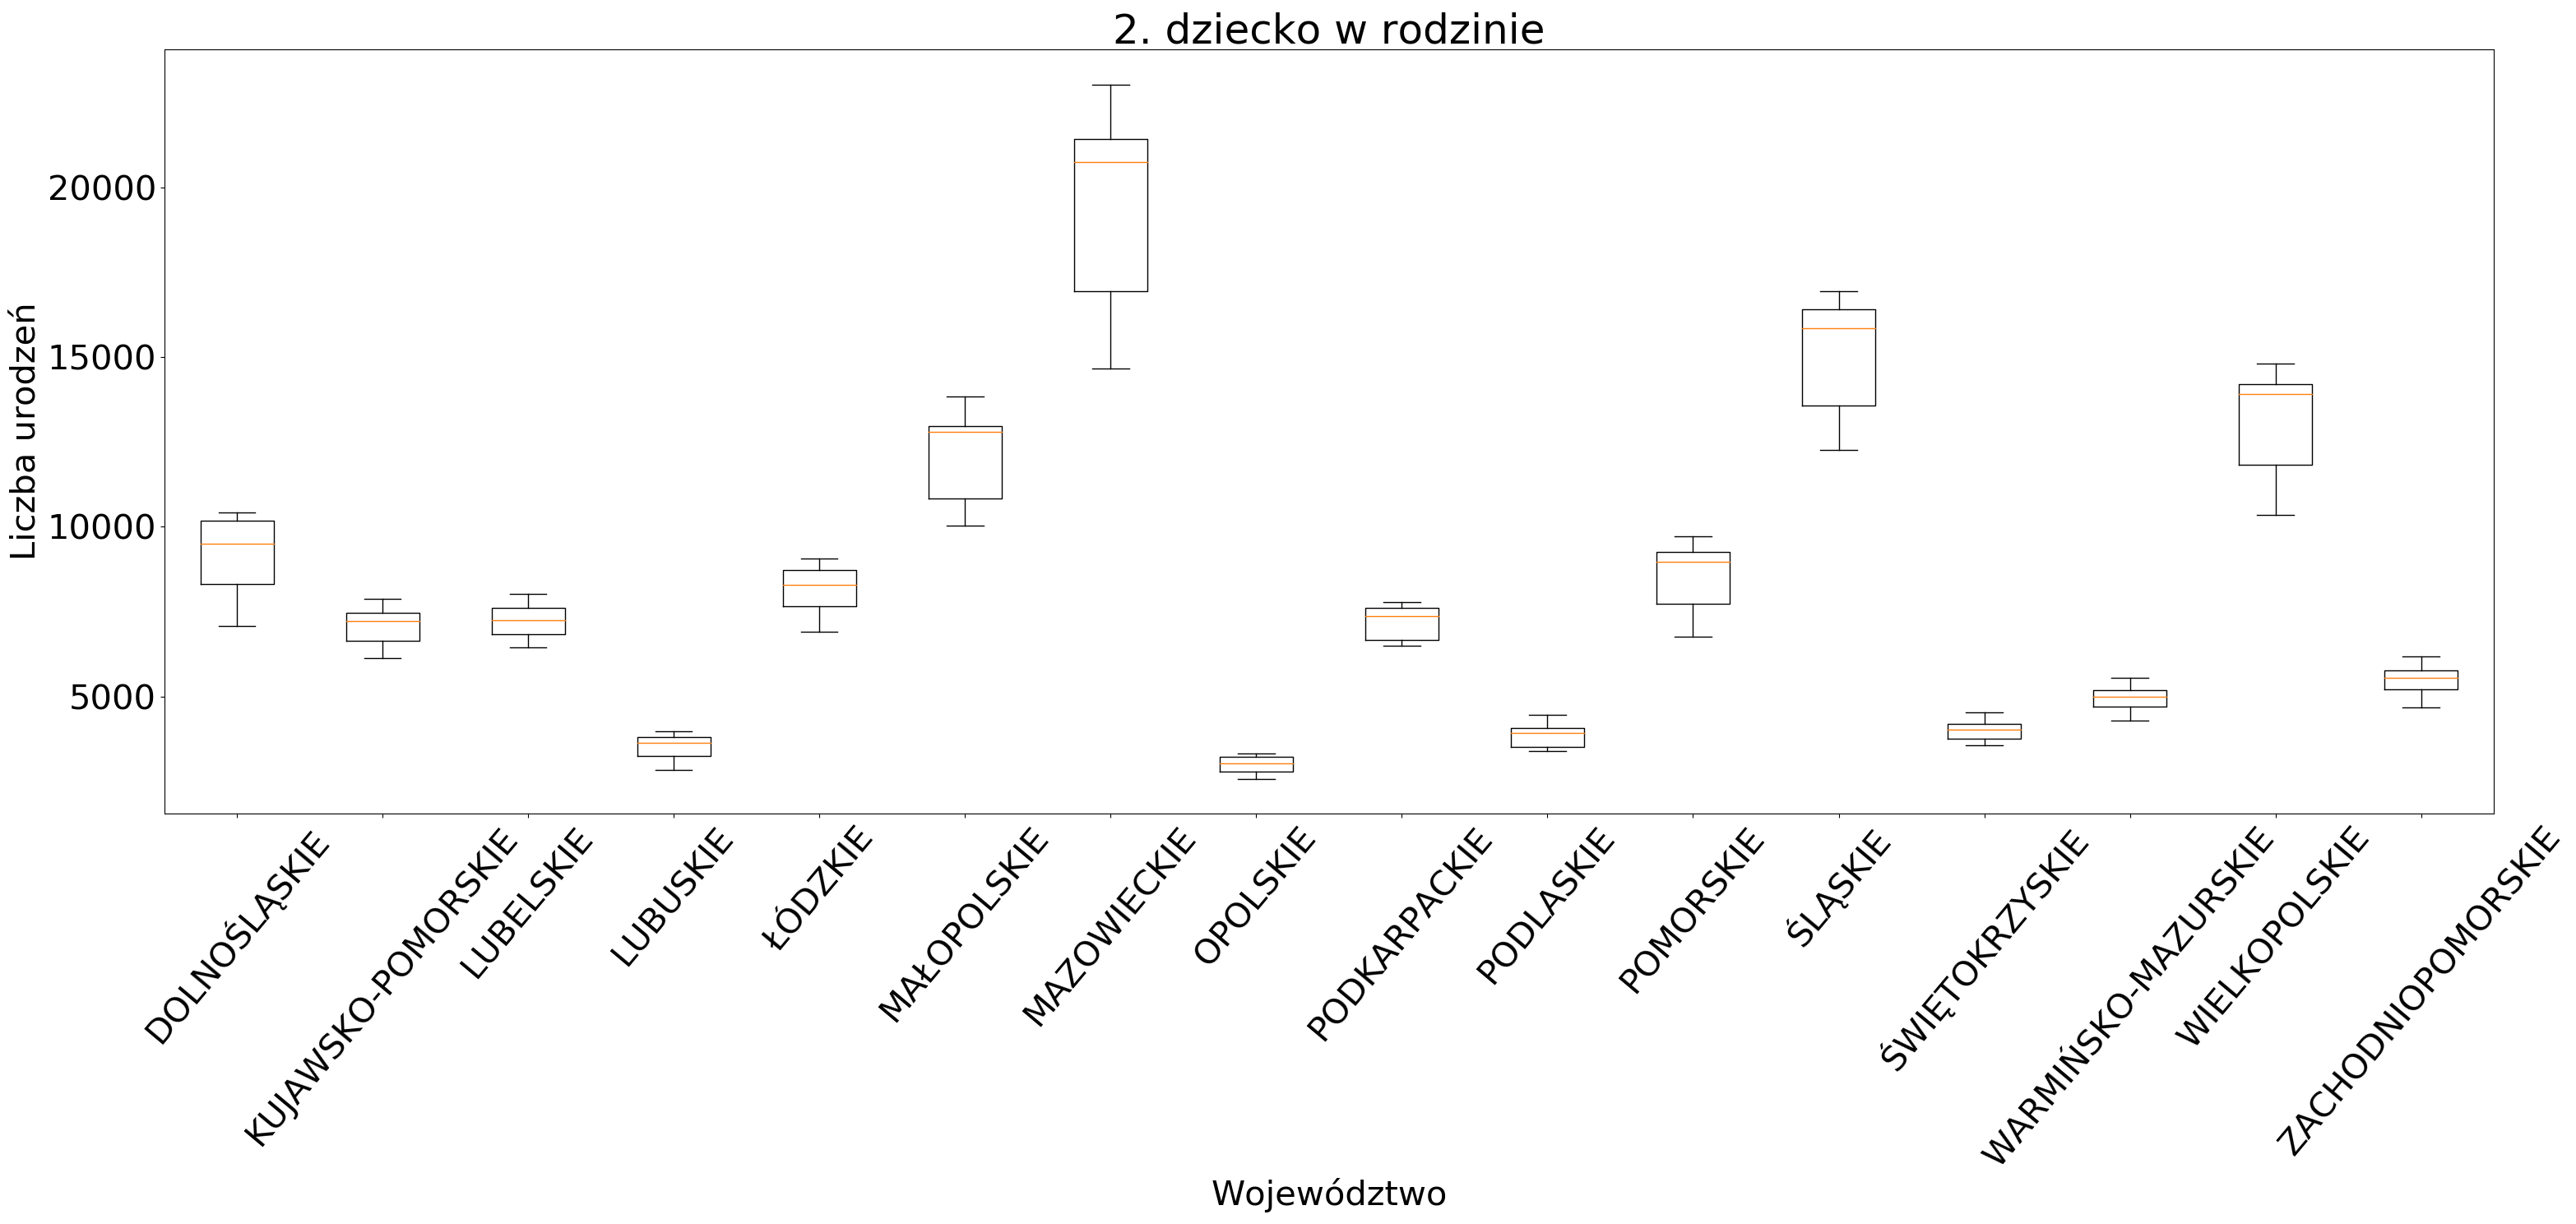 2. dziecko w rodzinie
Liczba urodzeń
20000
15000
10000
5000
DOLNOŚLĄSKIE
KUJAWSKO-POMORSKIE
LUBELSKIE
LUBUSKIE
ŁÓDZKIE
MAŁOPOLSKIE
MAZOWIECKIE
OPOLSKIE
PODKARPACKIE
PODLASKIE
POMORSKIE
ŚLĄSKIE
ŚWIĘTOKRZYSKIE
WARMIŃSKO-MAZURSKIE
WIELKOPOLSKIE
ZACHODNIOPOMORSKIE
Województwo